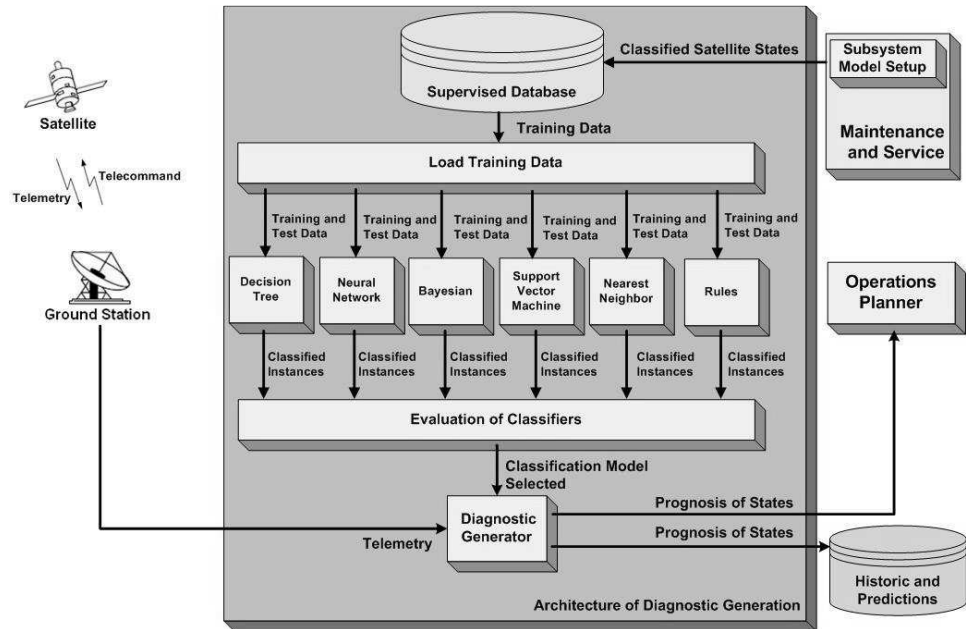 Classified Satellite States
Subsystem
Model Setup
Supervised Database
Maintenance
and Service
Satellite
Training Data
Load Training Data
Telecommand
Telemetry
Training and
Test Data
Training and
Test Data
Training and
Test Data
Training and
Test Data
Training and
Test Data
Training and
Test Data
Decision
Tree
Neural
Network
Bayesian
Support
Vector
Machine
Nearest
Neighbor
Rules
Operations
Planner
Ground Station
Classified
Instances
Classified
Instances
Classified
Instances
Classified
Instances
Classified
Instances
Classified
Instances
Evaluation of Classifiers
Classification Model
Selected
Diagnostic
Generator
Prognosis of States
Telemetry
Prognosis of States
Historic and
Predictions
Architecture of Diagnostic Generation